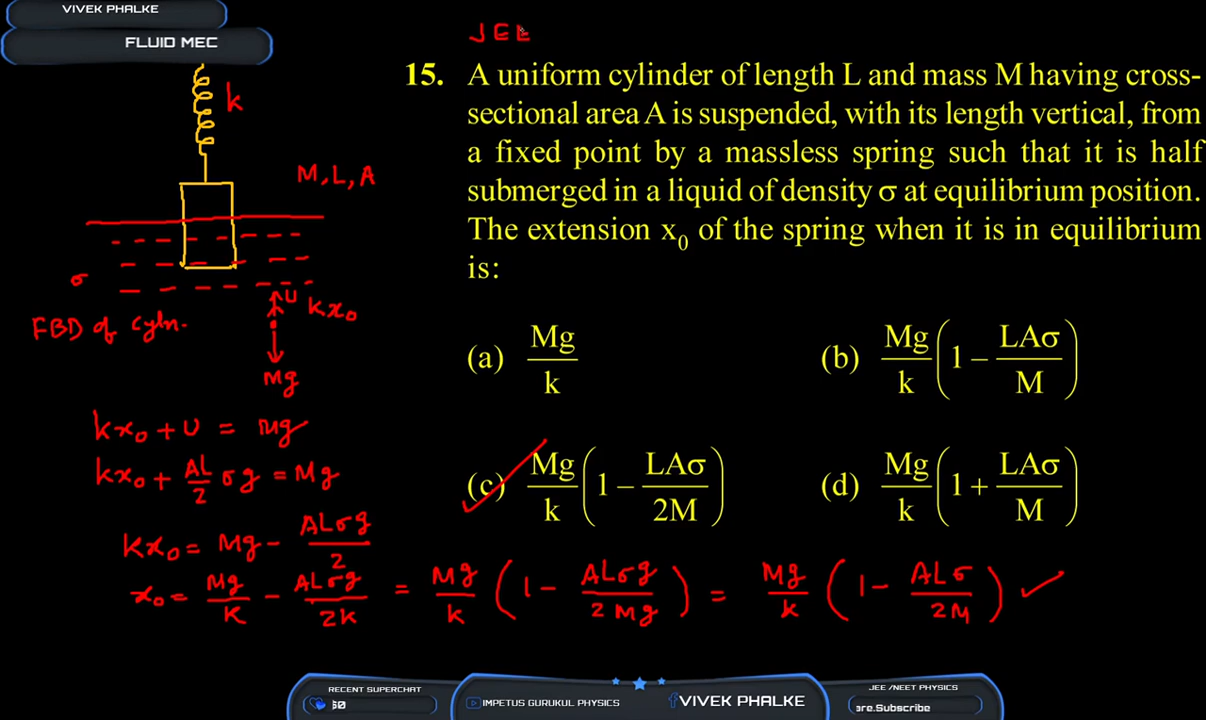 VIVEK PHALKE
FLUID MEC
JEE
15. A uniform cylinder of length L and mass M having cross-
sectional area A is suspended, with its length vertical, from
a fixed point by a massless spring such that it is half
submerged in a liquid of density σ at equilibrium position.
The extension x₀ of the spring when it is in equilibrium
is:
(a) Mg/k
(b) Mg/k (1 − LAσ/M)
(c) Mg/k (1 − LAσ/2M)
(d) Mg/k (1 + LAσ/M)
k
M, L, A
σ
U
kx₀
FBD of cyln.
Mg
kx₀ + U = Mg
kx₀ + AL/2 σg = Mg
kx₀ = Mg − ALσg/2
x₀ = Mg/k − ALσg/2k = Mg/k (1 − ALσg/2Mg) = Mg/k (1 − ALσ/2M) ✓
RECENT SUPERCHAT
IMPETUS GURUKUL PHYSICS
VIVEK PHALKE
JEE /NEET PHYSICS
are.Subscribe